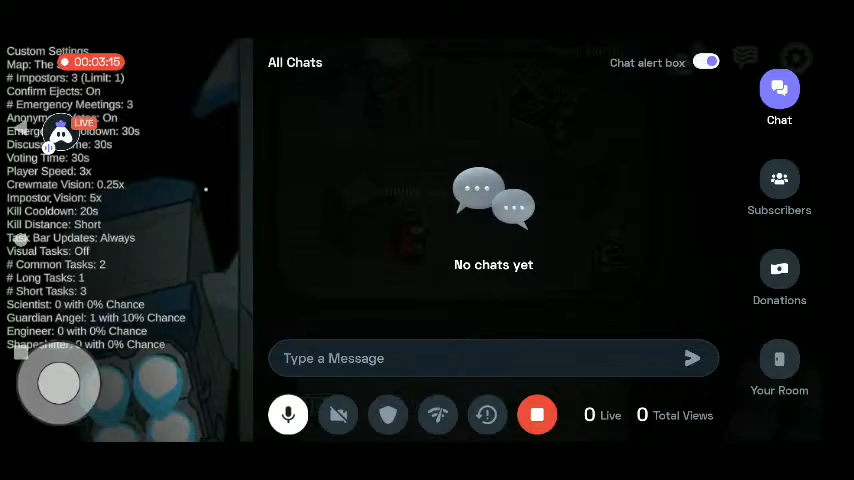 Custom Settings
Map: The
00:03:15
# Impostors: 3 (Limit: 1)
Confirm Ejects: On
# Emergency Meetings: 3
On
LIVE
30s
30s
Voting Time: 30s
Player Speed: 3x
Crewmate Vision: 0.25x
Impostor Vision: 5x
Kill Cooldown: 20s
Kill Distance: Short
Task Bar Updates: Always
Visual Tasks: Off
# Common Tasks: 2
# Long Tasks: 1
# Short Tasks: 3
Scientist: 0 with 0% Chance
Guardian Angel: 1 with 10% Chance
Engineer: 0 with 0% Chance
Shapeshifter: 0 with 0% Chance
All Chats
Chat alert box
No chats yet
Type a Message
0 Live
0 Total Views
Chat
Subscribers
Donations
Your Room